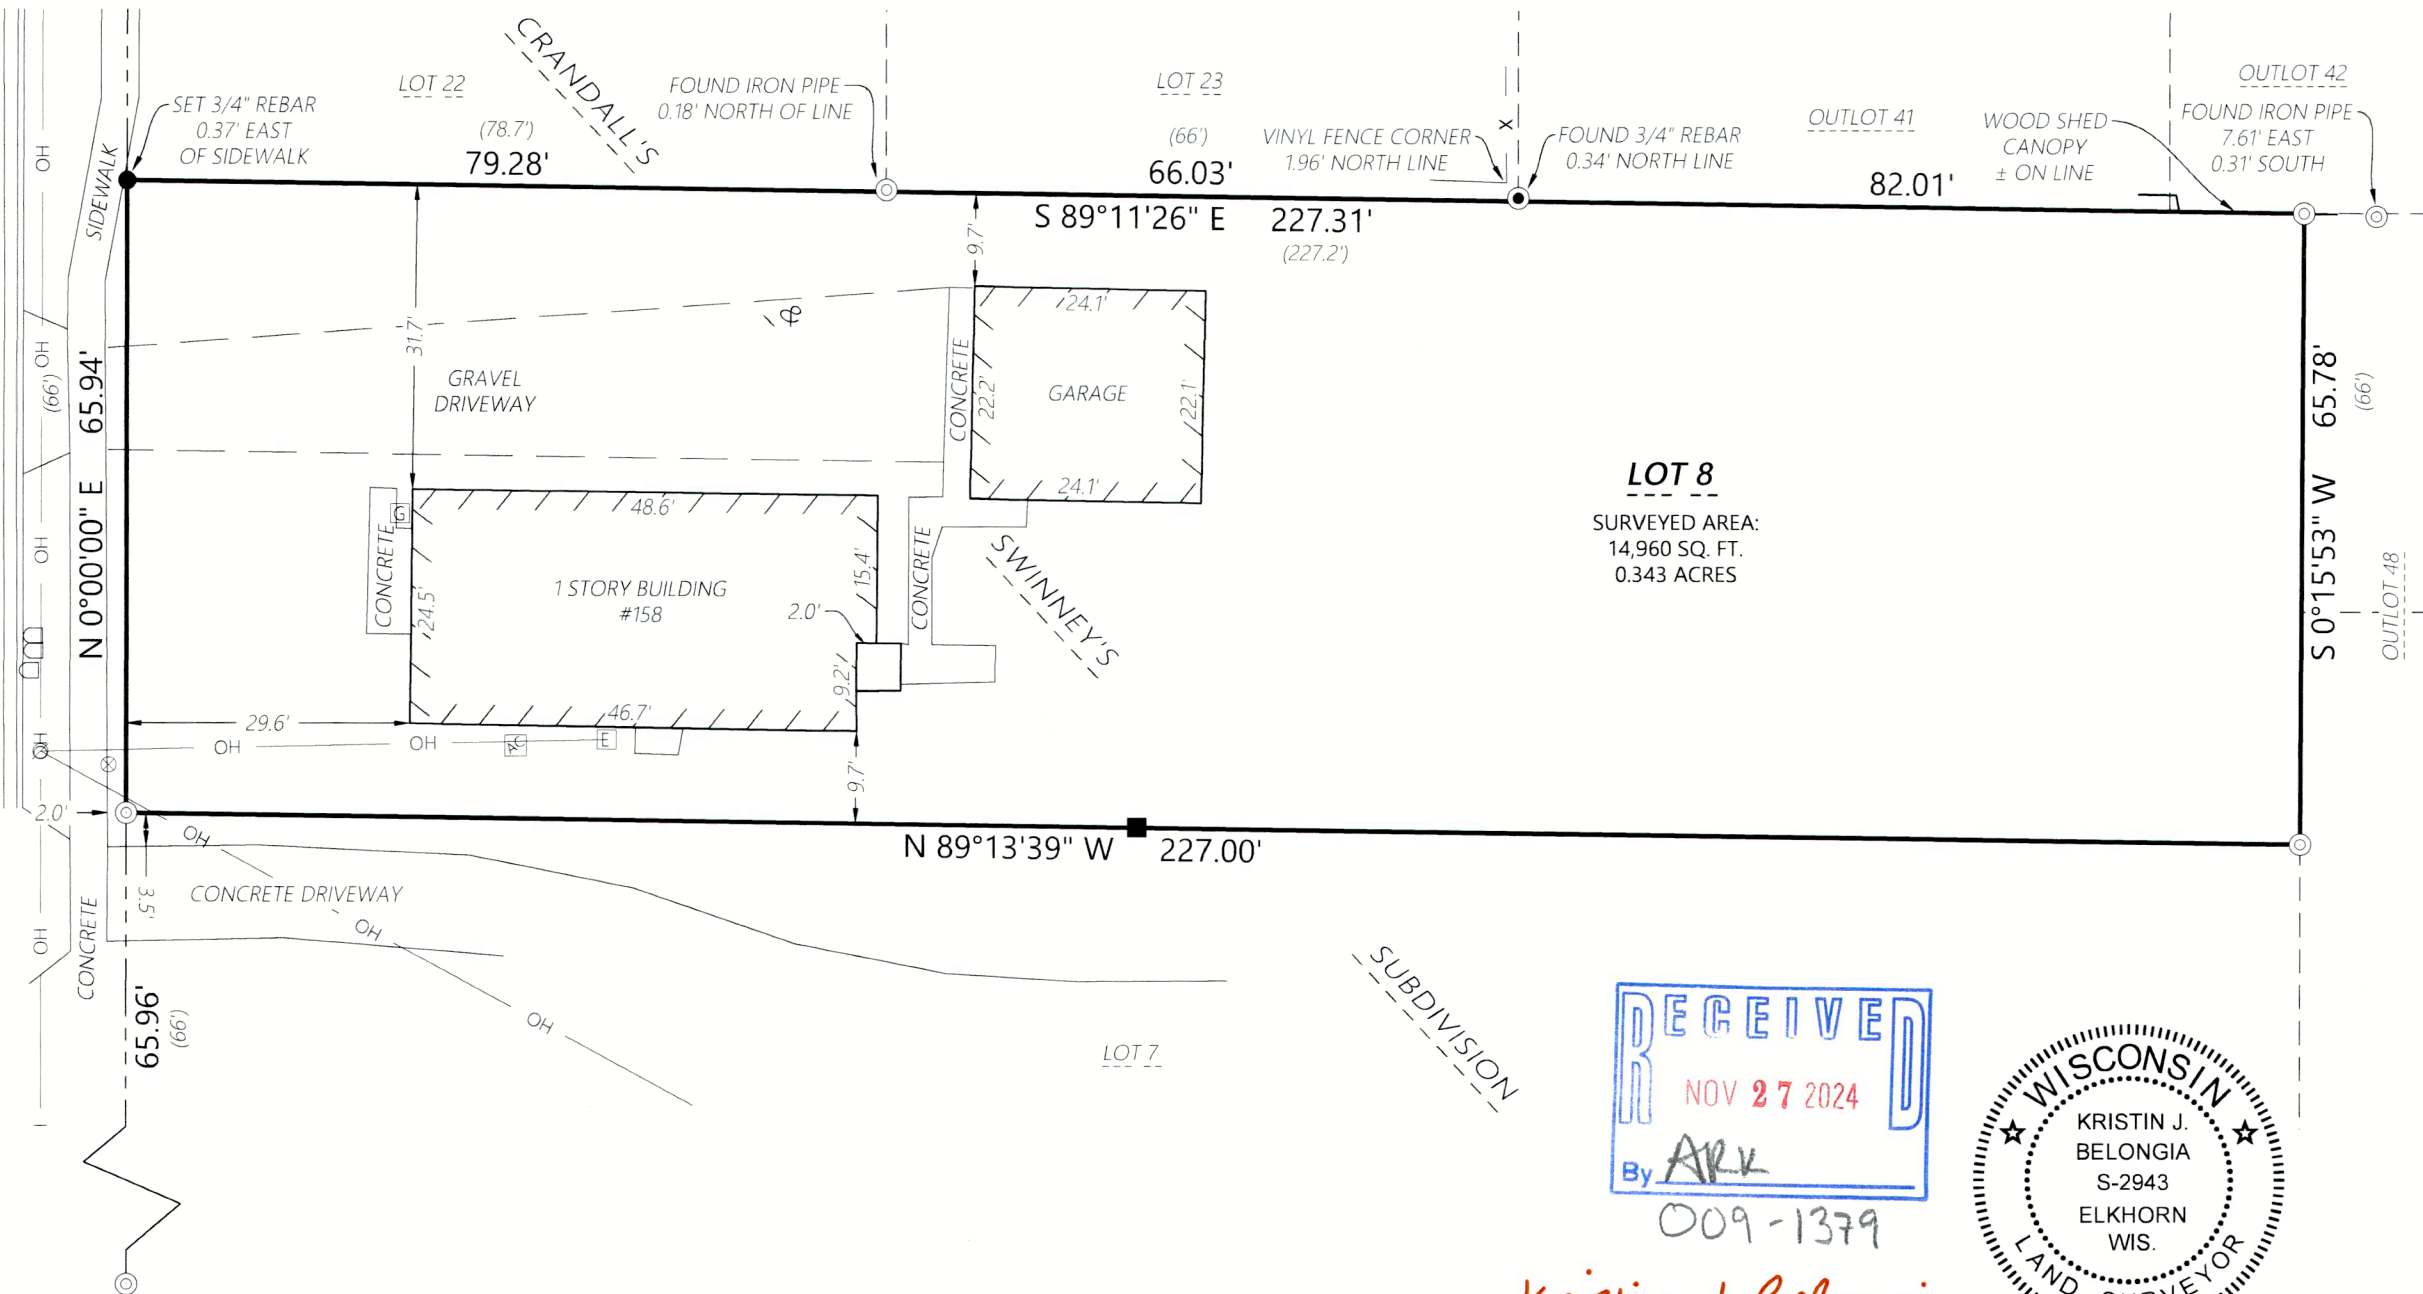 CRANDALL'S
LOT 22
(78.7')
79.28'
SET 3/4" REBAR
0.37' EAST
OF SIDEWALK
FOUND IRON PIPE
0.18' NORTH OF LINE
LOT 23
(66')
66.03'
VINYL FENCE CORNER
1.96' NORTH LINE
X
FOUND 3/4" REBAR
0.34' NORTH LINE
OUTLOT 41
82.01'
WOOD SHED
CANOPY
± ON LINE
OUTLOT 42
FOUND IRON PIPE
7.61' EAST
0.31' SOUTH
S 89°11'26" E 227.31'
(227.2')
SIDEWALK
OH
OH
OH
OH
(66')
N 0°00'00" E 65.94'
31.7'
9.7'
GRAVEL
DRIVEWAY
CONCRETE
24.1'
22.2'
GARAGE
22.1'
24.1'
LOT 8
SURVEYED AREA:
14,960 SQ. FT.
0.343 ACRES
S 0°15'53" W 65.78'
(66')
OUTLOT 48
CONCRETE
G
48.6'
24.5'
1 STORY BUILDING
#158
15.4'
2.0'
9.2'
46.7'
CONCRETE
SWINNEY'S
29.6'
OH
OH
AC
E
9.7'
2.0'
N 89°13'39" W 227.00'
OH
3.5'
CONCRETE DRIVEWAY
OH
OH
CONCRETE
65.96'
(66')
LOT 7
SUBDIVISION
RECEIVED
NOV 27 2024
By ARK
009-1379
WISCONSIN
KRISTIN J.
BELONGIA
S-2943
ELKHORN
WIS.
LAND SURVEYOR